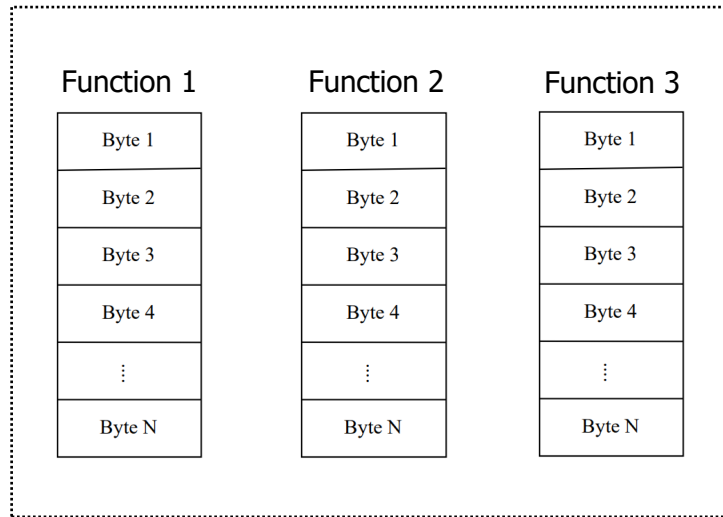 Function 1
Function 2
Function 3
Byte 1
Byte 2
Byte 3
Byte 4
⋮
Byte N
Byte 1
Byte 2
Byte 3
Byte 4
⋮
Byte N
Byte 1
Byte 2
Byte 3
Byte 4
⋮
Byte N